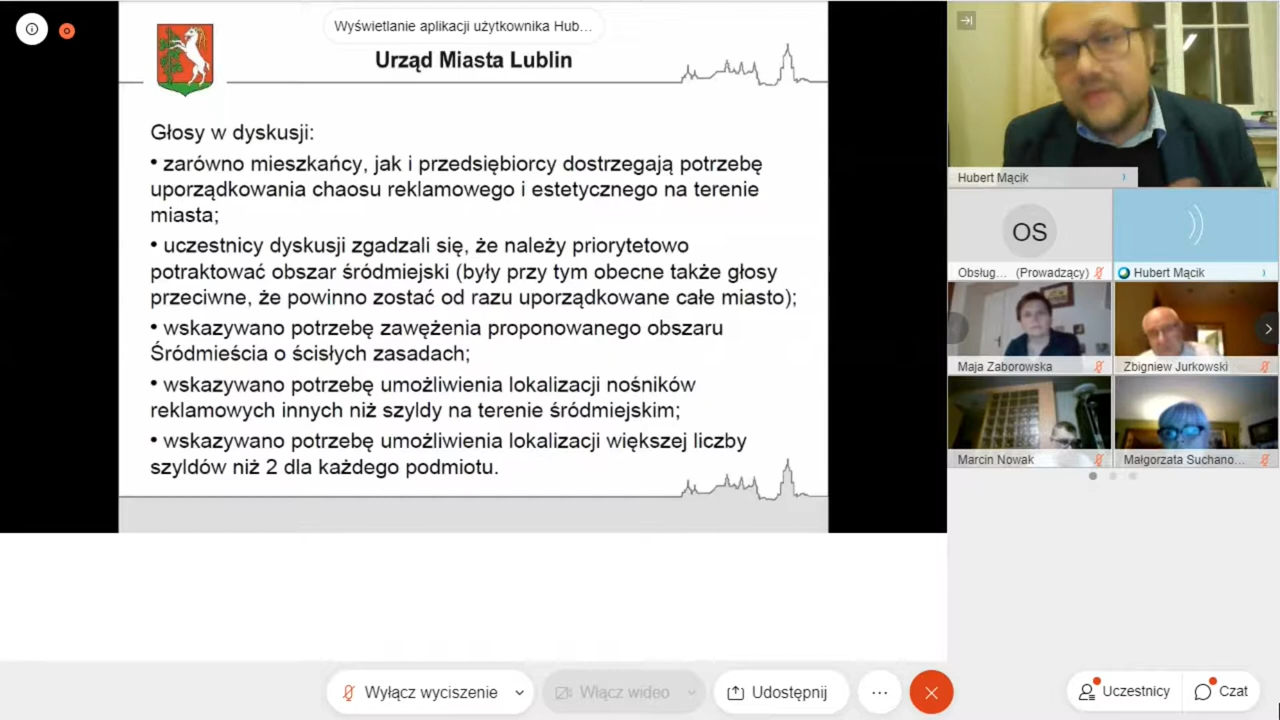 Wyświetlanie aplikacji użytkownika Hub...
Urząd Miasta Lublin
Głosy w dyskusji:
• zarówno mieszkańcy, jak i przedsiębiorcy dostrzegają potrzebę
uporządkowania chaosu reklamowego i estetycznego na terenie
miasta;
• uczestnicy dyskusji zgadzali się, że należy priorytetowo
potraktować obszar śródmiejski (były przy tym obecne także głosy
przeciwne, że powinno zostać od razu uporządkowane całe miasto);
• wskazywano potrzebę zawężenia proponowanego obszaru
Śródmieścia o ścisłych zasadach;
• wskazywano potrzebę umożliwienia lokalizacji nośników
reklamowych innych niż szyldy na terenie śródmiejskim;
• wskazywano potrzebę umożliwienia lokalizacji większej liczby
szyldów niż 2 dla każdego podmiotu.
Hubert Mącik
OS
Obsług... (Prowadzący)
Hubert Mącik
Maja Zaborowska
Zbigniew Jurkowski
Marcin Nowak
Małgorzata Suchano...
Wyłącz wyciszenie
Włącz wideo
Udostępnij
Uczestnicy
Czat